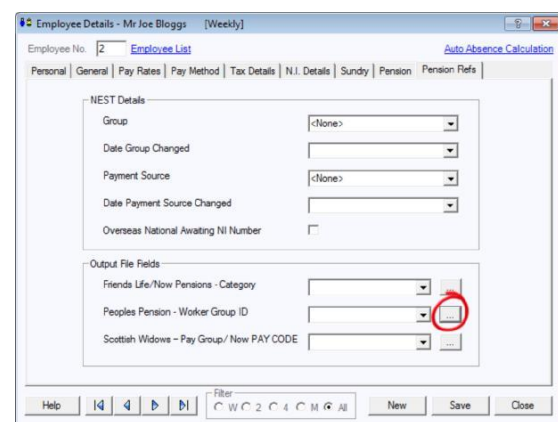 Employee Details - Mr Joe Bloggs [Weekly]
Employee No. 2 Employee List Auto Absence Calculation
Personal General Pay Rates Pay Method Tax Details N.I. Details Sundry Pension Pension Refs
NEST Details
Group <None>
Date Group Changed
Payment Source <None>
Date Payment Source Changed
Overseas National Awaiting NI Number
Output File Fields
Friends Life/Now Pensions - Category ...
Peoples Pension - Worker Group ID ...
Scottish Widows – Pay Group/ Now PAY CODE ...
Filter
Help W 2 4 M All New Save Close